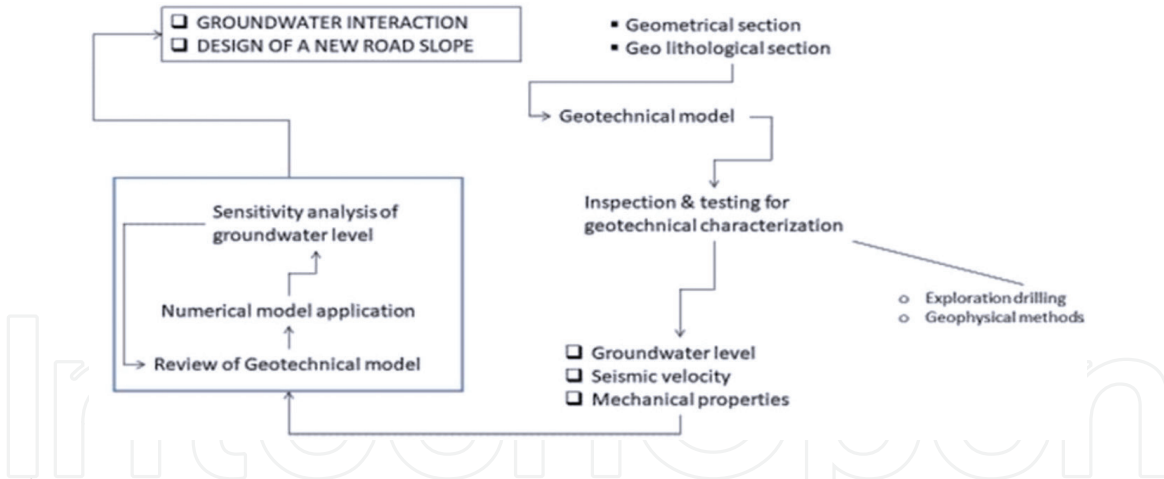 ❑ GROUNDWATER INTERACTION
❑ DESIGN OF A NEW ROAD SLOPE
▪ Geometrical section
▪ Geo lithological section
Geotechnical model
Inspection & testing for
geotechnical characterization
o Exploration drilling
o Geophysical methods
❑ Groundwater level
❑ Seismic velocity
❑ Mechanical properties
Sensitivity analysis of
groundwater level
Numerical model application
Review of Geotechnical model
IntechOpen